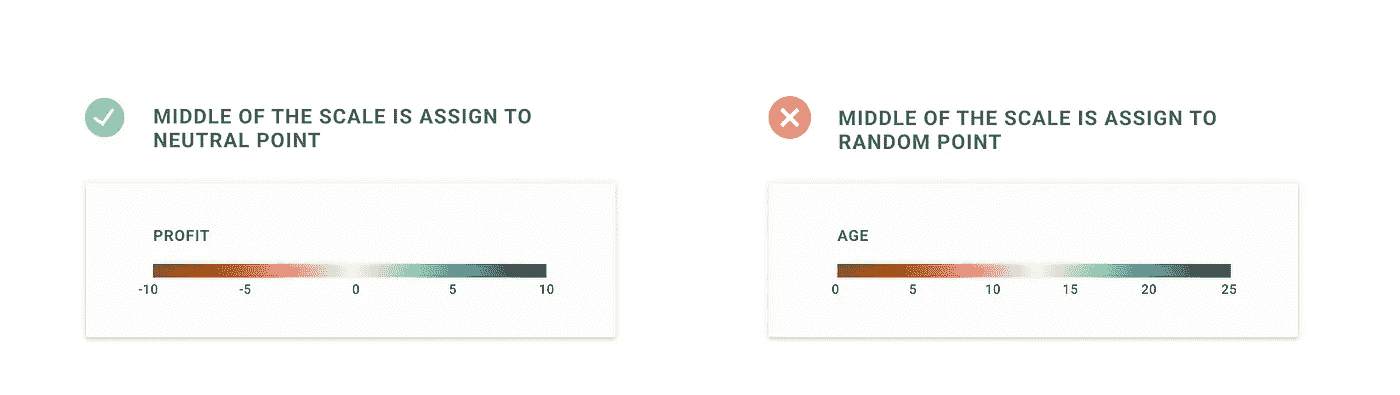 MIDDLE OF THE SCALE IS ASSIGN TO
NEUTRAL POINT
PROFIT
-10 -5 0 5 10
MIDDLE OF THE SCALE IS ASSIGN TO
RANDOM POINT
AGE
0 5 10 15 20 25